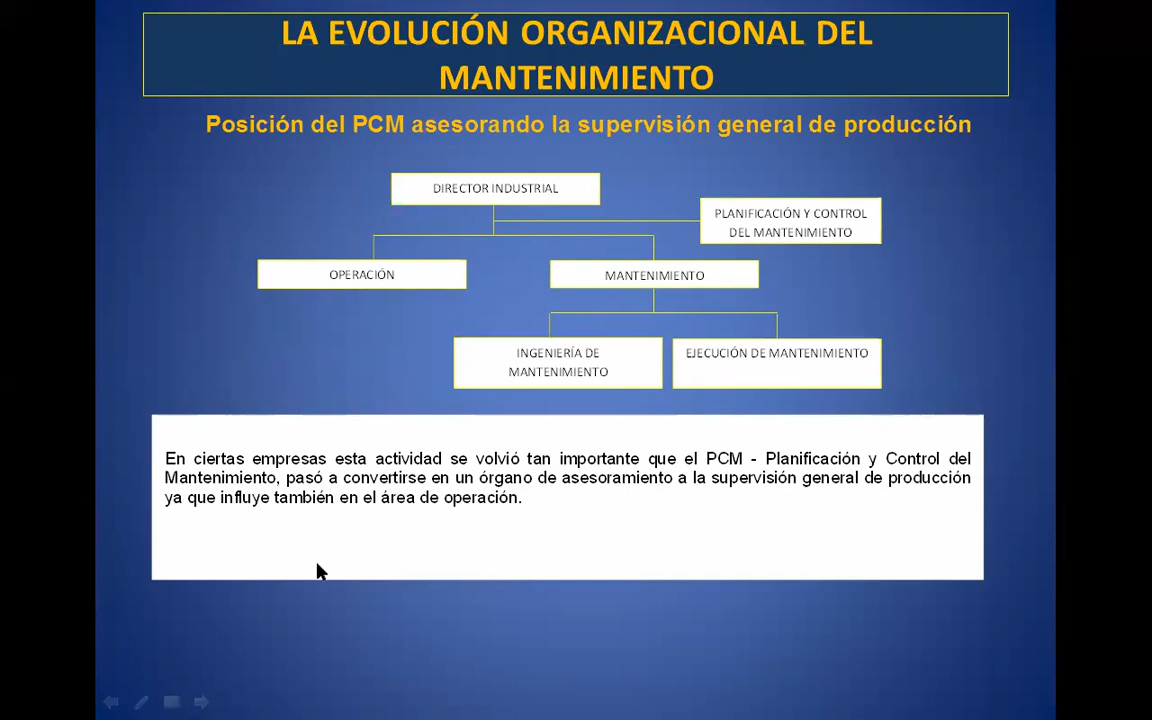 LA EVOLUCIÓN ORGANIZACIONAL DEL
MANTENIMIENTO
Posición del PCM asesorando la supervisión general de producción
DIRECTOR INDUSTRIAL
PLANIFICACIÓN Y CONTROL
DEL MANTENIMIENTO
OPERACIÓN
MANTENIMIENTO
INGENIERÍA DE
MANTENIMIENTO
EJECUCIÓN DE MANTENIMIENTO
En ciertas empresas esta actividad se volvió tan importante que el PCM - Planificación y Control del
Mantenimiento, pasó a convertirse en un órgano de asesoramiento a la supervisión general de producción
ya que influye también en el área de operación.